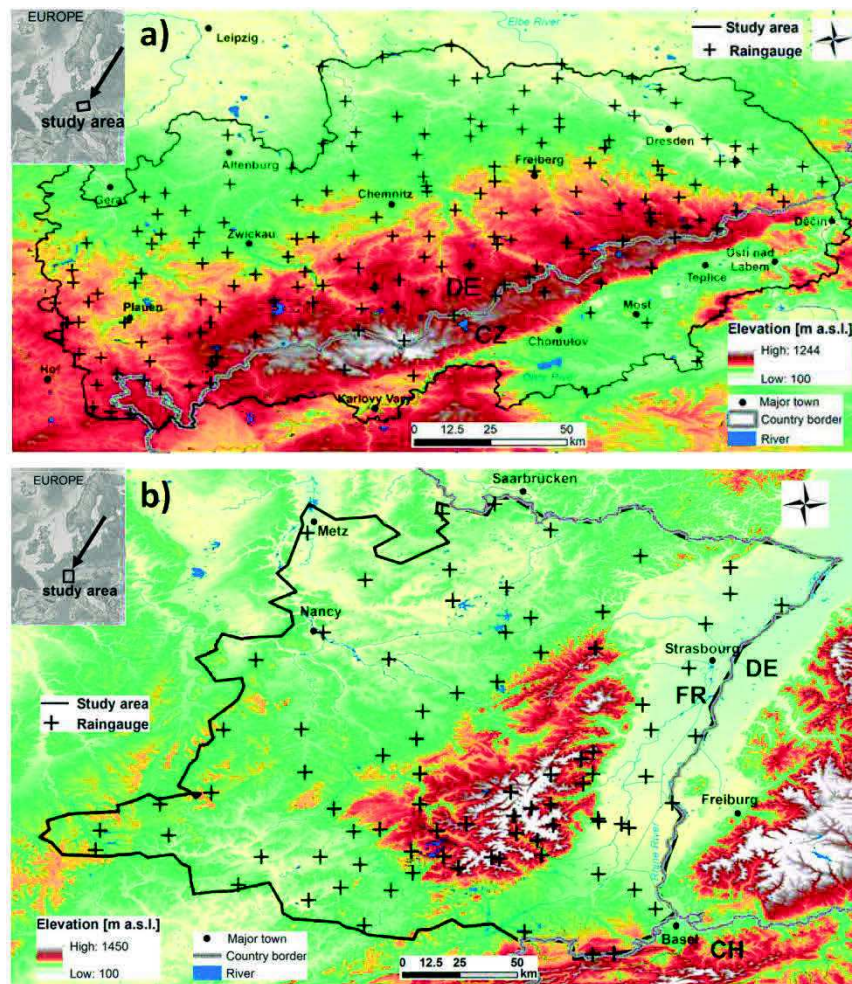 EUROPE
study area
a)
Leipzig
Elbe River
Study area
Raingauge
Altenburg
Dresden
Gera
Freiberg
Chemnitz
Zwickau
Děčín
Ústí nad
Labem
Teplice
DE
Plauen
Most
CZ
Chomutov
Hof
Karlovy Vary
Elevation [m a.s.l.]
High: 1244
Low: 100
Major town
Country border
River
0 12.5 25 50
km
EUROPE
study area
b)
Saarbrücken
Metz
Nancy
Strasbourg
DE
FR
Study area
Raingauge
Freiburg
Rhine River
Basel
CH
Elevation [m a.s.l.]
High: 1450
Low: 100
Major town
Country border
River
0 12.5 25 50
km